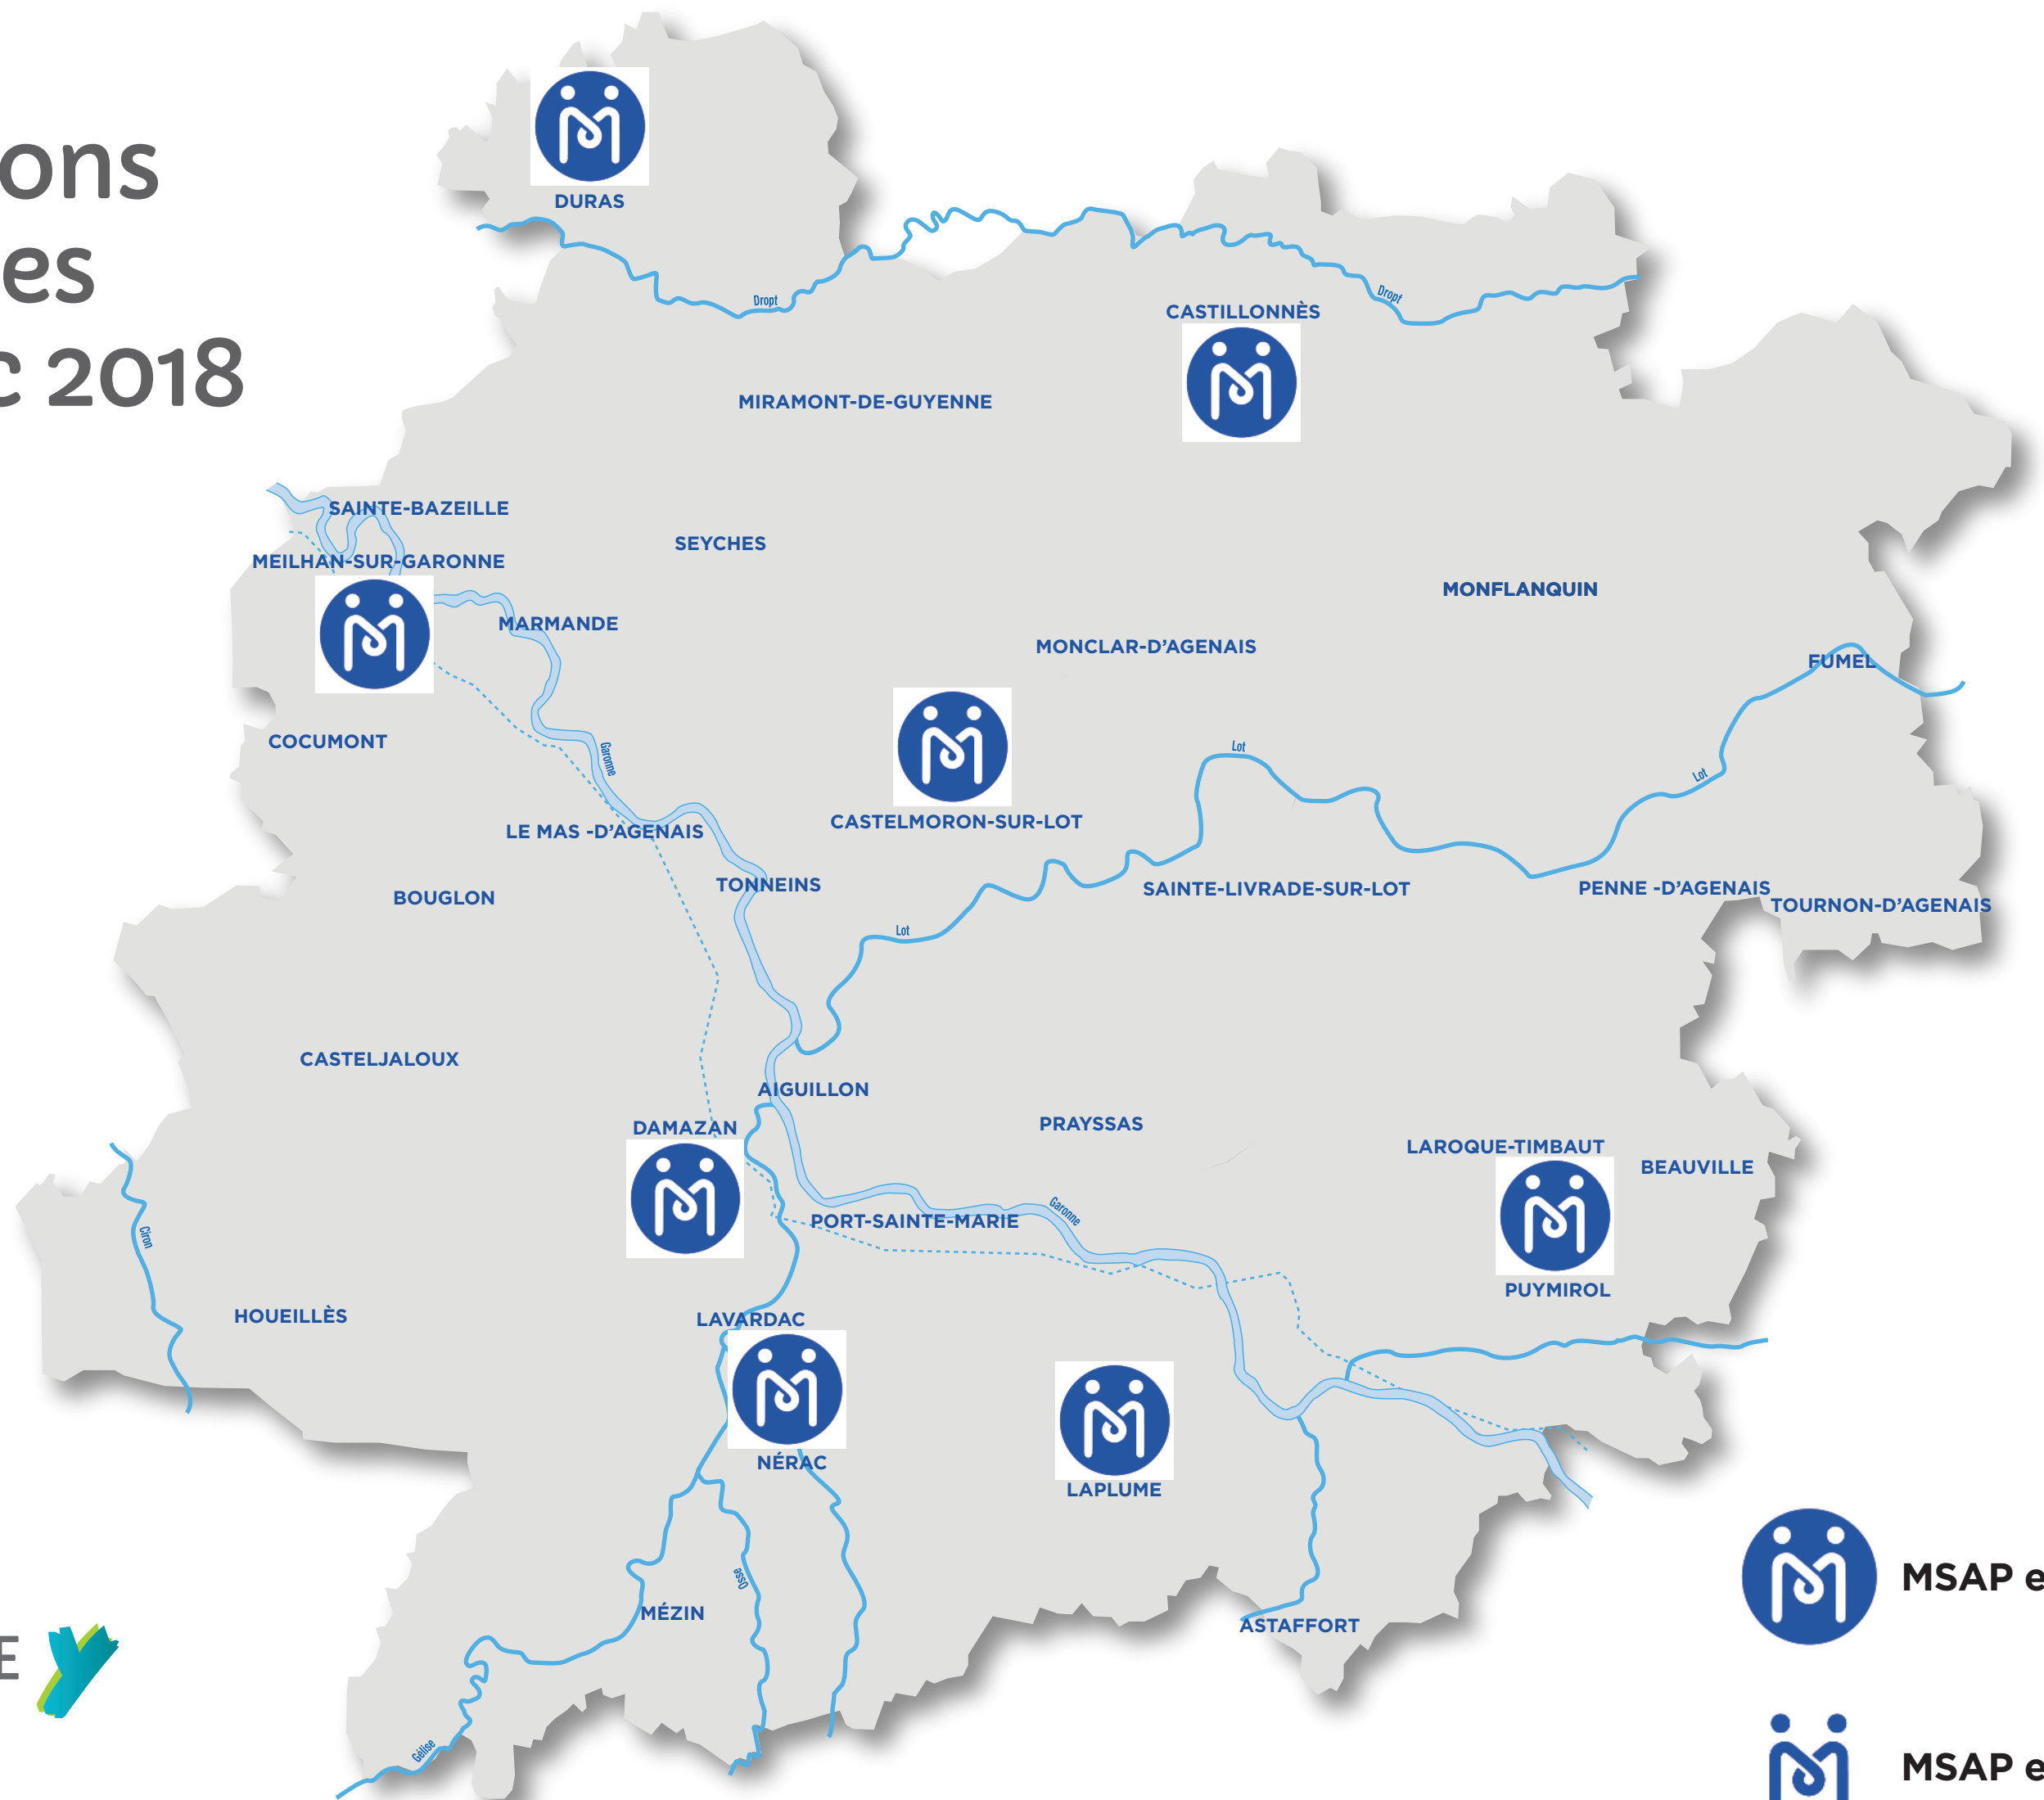 ons
es
c 2018
DURAS
Dropt
Dropt
CASTILLONNÈS
MIRAMONT-DE-GUYENNE
SAINTE-BAZEILLE
SEYCHES
MEILHAN-SUR-GARONNE
MONFLANQUIN
MARMANDE
MONCLAR-D'AGENAIS
FUMEL
COCUMONT
Garonne
Lot
Lot
CASTELMORON-SUR-LOT
LE MAS -D'AGENAIS
TONNEINS
SAINTE-LIVRADE-SUR-LOT
PENNE -D'AGENAIS
BOUGLON
TOURNON-D'AGENAIS
Lot
CASTELJALOUX
AIGUILLON
DAMAZAN
PRAYSSAS
LAROQUE-TIMBAUT
BEAUVILLE
Ciron
Garonne
PORT-SAINTE-MARIE
PUYMIROL
HOUEILLÈS
LAVARDAC
NÉRAC
LAPLUME
Osse
MSAP e
MÉZIN
ASTAFFORT
E
Gélise
MSAP e